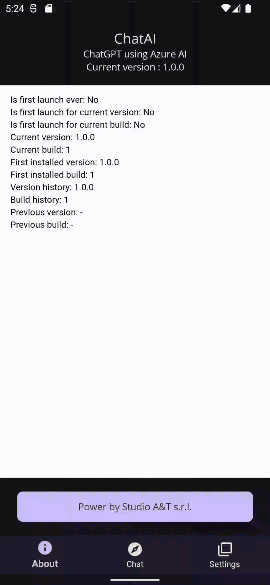 5:24
ChatAI
ChatGPT using Azure AI
Current version : 1.0.0
Is first launch ever: No
Is first launch for current version: No
Is first launch for current build: No
Current version: 1.0.0
Current build: 1
First installed version: 1.0.0
First installed build: 1
Version history: 1.0.0
Build history: 1
Previous version: -
Previous build: -
Power by Studio A&T s.r.l.
About
Chat
Settings